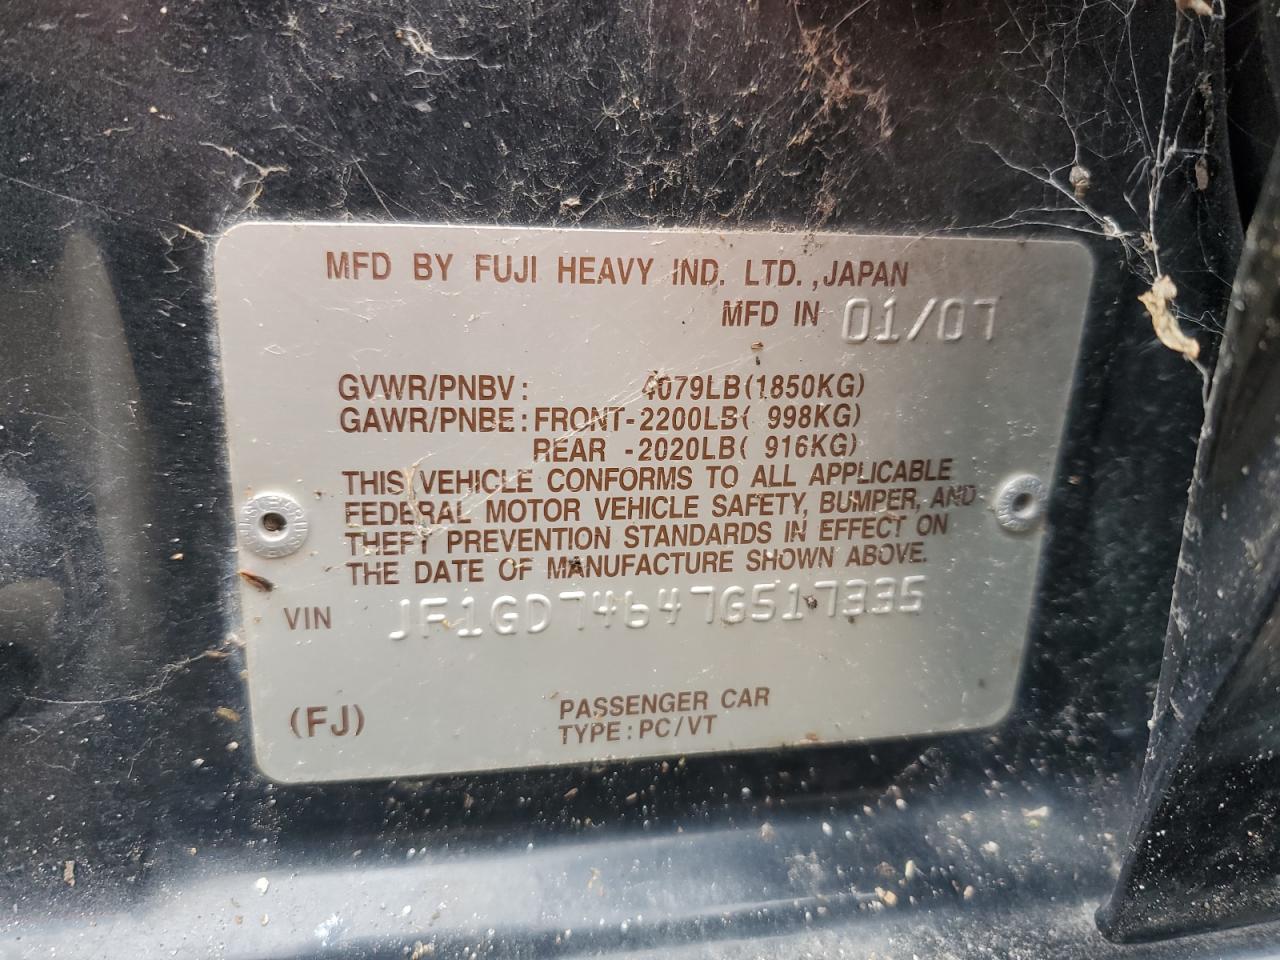 MFD BY FUJI HEAVY IND. LTD.,JAPAN
MFD IN 01/07
GVWR/PNBV: 4079LB(1850KG)
GAWR/PNBE:FRONT-2200LB( 998KG)
REAR -2020LB( 916KG)
THIS VEHICLE CONFORMS TO ALL APPLICABLE
FEDERAL MOTOR VEHICLE SAFETY, BUMPER, AND
THEFT PREVENTION STANDARDS IN EFFECT ON
THE DATE OF MANUFACTURE SHOWN ABOVE.
VIN JF1GD74647G517335
(FJ) PASSENGER CAR
TYPE:PC/VT